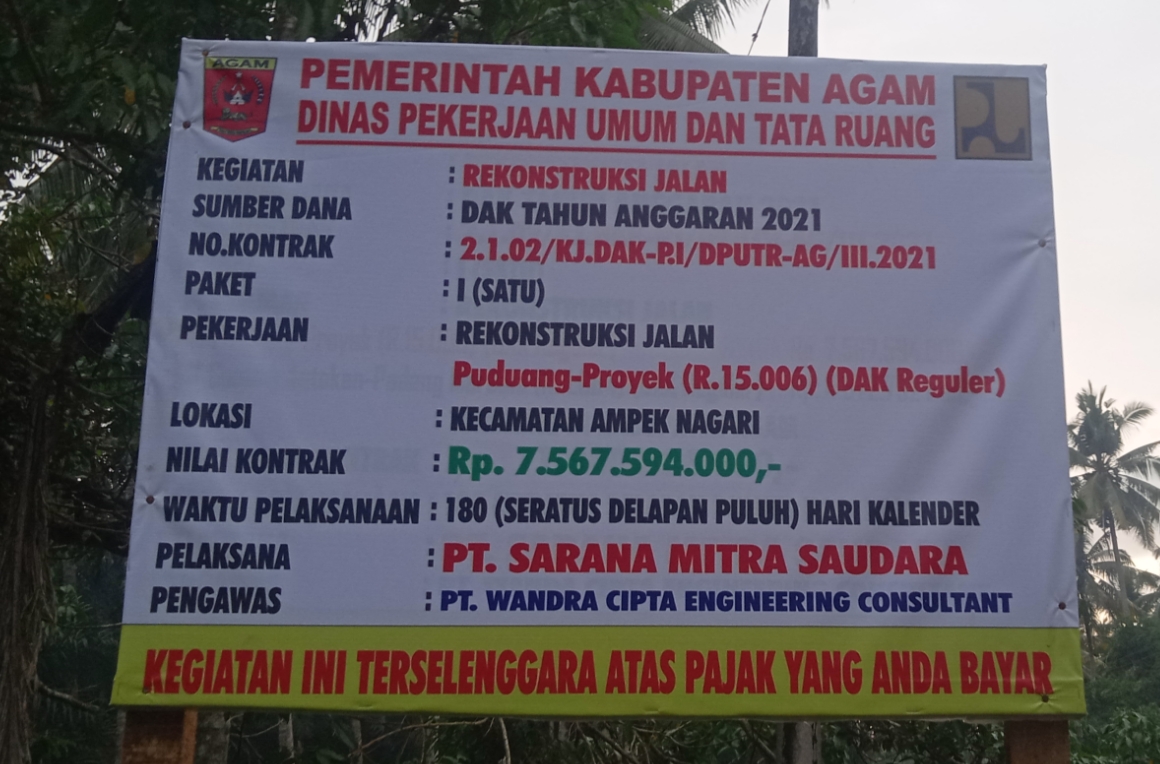 AGAM
PEMERINTAH KABUPATEN AGAM
DINAS PEKERJAAN UMUM DAN TATA RUANG
KEGIATAN : REKONSTRUKSI JALAN
SUMBER DANA : DAK TAHUN ANGGARAN 2021
NO.KONTRAK : 2.1.02/KJ.DAK-P.I/DPUTR-AG/III.2021
PAKET : I (SATU)
PEKERJAAN : REKONSTRUKSI JALAN
Puduang-Proyek (R.15.006) (DAK Reguler)
LOKASI : KECAMATAN AMPEK NAGARI
NILAI KONTRAK : Rp. 7.567.594.000,-
WAKTU PELAKSANAAN : 180 (SERATUS DELAPAN PULUH) HARI KALENDER
PELAKSANA : PT. SARANA MITRA SAUDARA
PENGAWAS : PT. WANDRA CIPTA ENGINEERING CONSULTANT
KEGIATAN INI TERSELENGGARA ATAS PAJAK YANG ANDA BAYAR